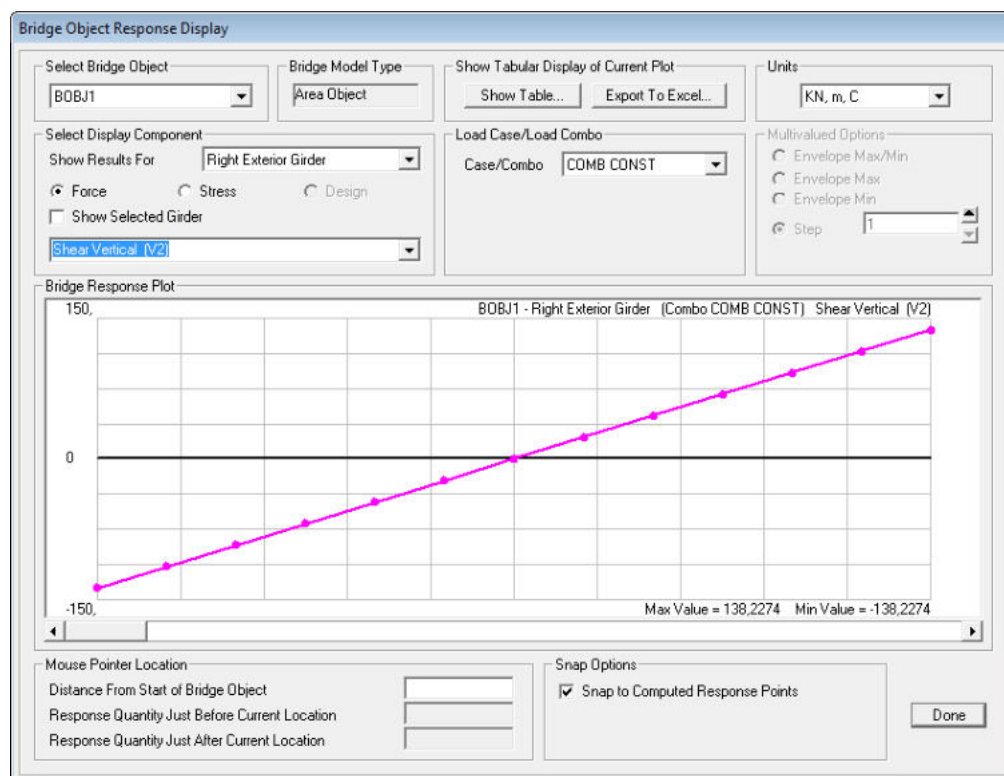 Bridge Object Response Display
Select Bridge Object
BOBJ1
Bridge Model Type
Area Object
Show Tabular Display of Current Plot
Show Table...
Export To Excel...
Units
KN, m, C
Select Display Component
Show Results For
Right Exterior Girder
Force
Stress
Design
Show Selected Girder
Shear Vertical (V2)
Load Case/Load Combo
Case/Combo
COMB CONST
Multivalued Options
Envelope Max/Min
Envelope Max
Envelope Min
Step
1
Bridge Response Plot
150,
BOBJ1 - Right Exterior Girder (Combo COMB CONST) Shear Vertical (V2)
0
-150,
Max Value = 138,2274 Min Value = -138,2274
Mouse Pointer Location
Distance From Start of Bridge Object
Response Quantity Just Before Current Location
Response Quantity Just After Current Location
Snap Options
Snap to Computed Response Points
Done